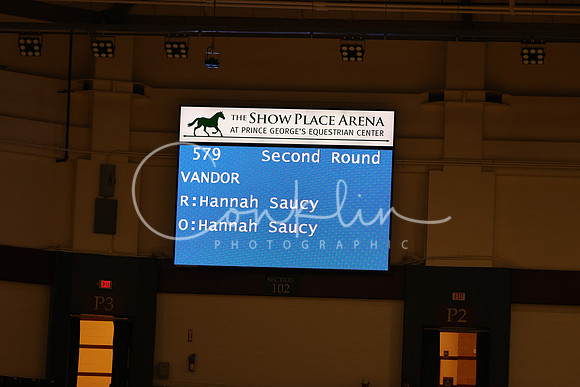 THE SHOW PLACE ARENA
AT PRINCE GEORGE'S EQUESTRIAN CENTER
579 Second Round
VANDOR
R:Hannah Saucy
O:Hannah Saucy
Conklin
PHOTOGRAPHIC
SECTION
102
EXIT
P3
P2